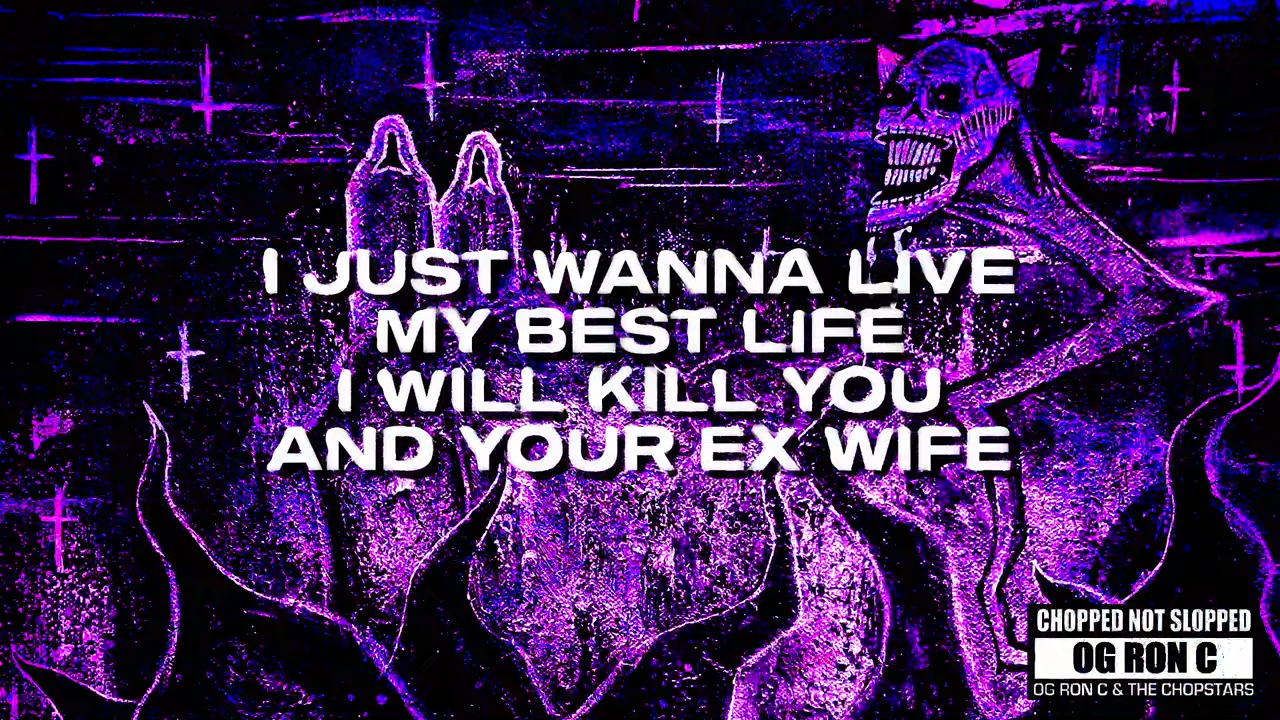 I JUST WANNA LIVE
MY BEST LIFE
I WILL KILL YOU
AND YOUR EX WIFE
CHOPPED NOT SLOPPED
OG RON C
OG RON C & THE CHOPSTARS